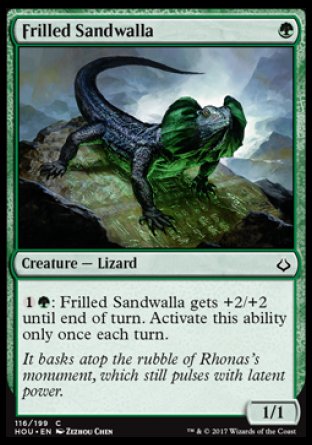 Frilled Sandwalla
Creature — Lizard
1 : Frilled Sandwalla gets +2/+2
until end of turn. Activate this ability
only once each turn.
It basks atop the rubble of Rhonas's
monument, which still pulses with latent
power.
1/1
116/199 C
HOU • EN Zezhou Chen
™ & © 2017 Wizards of the Coast